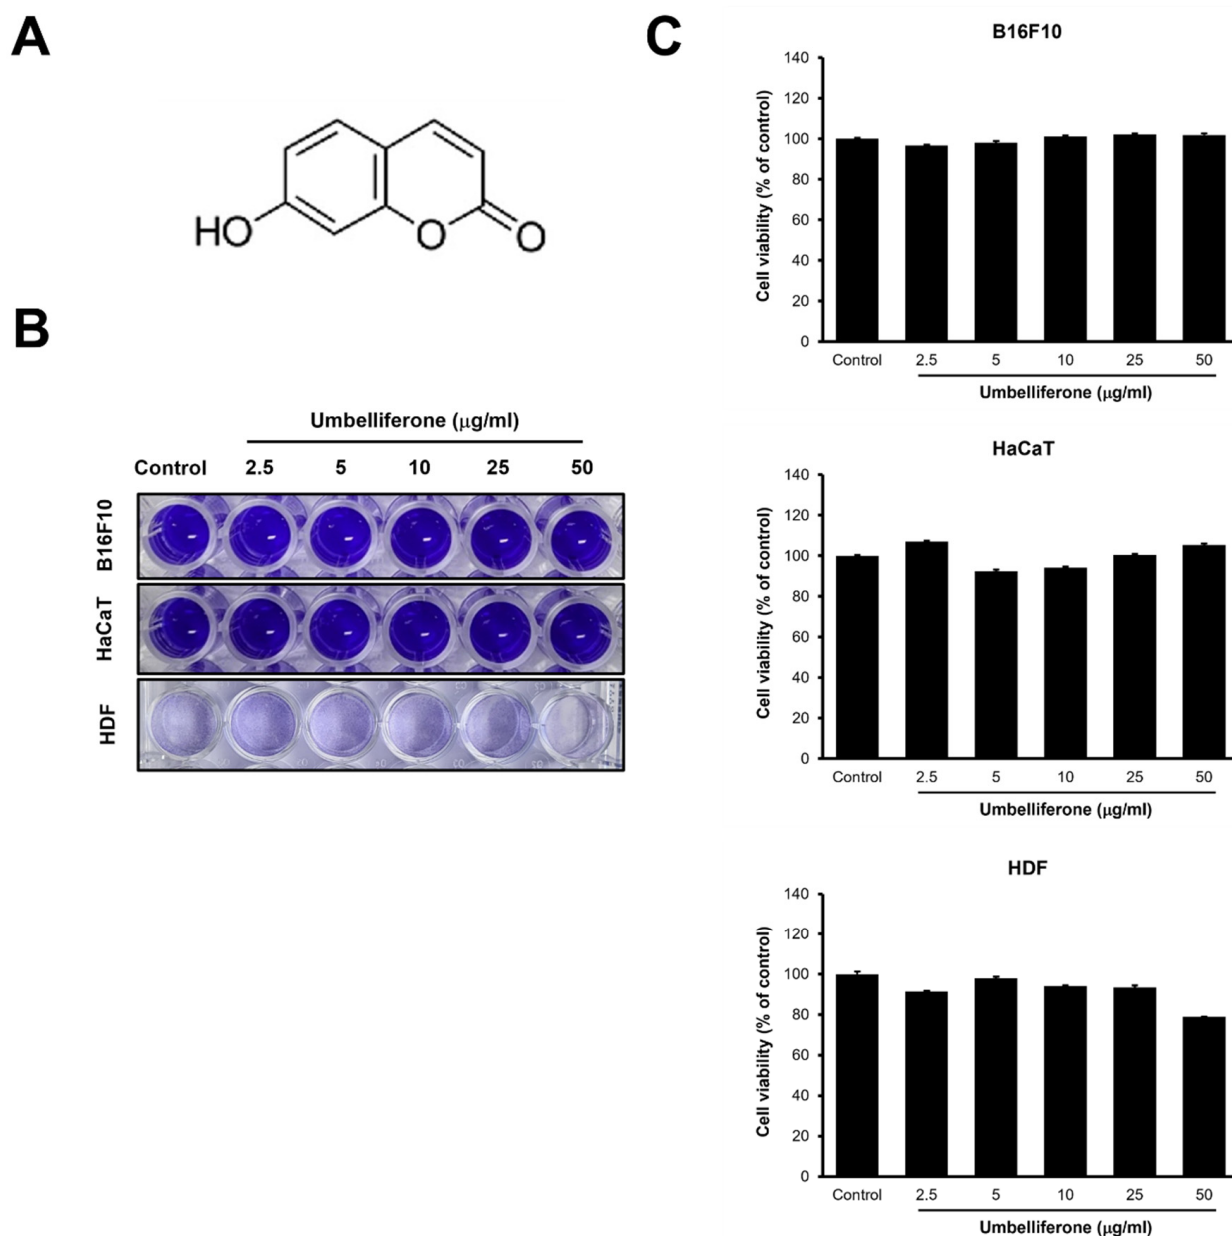 A
HO
O
O
B
Umbelliferone (μg/ml)
Control 2.5 5 10 25 50
B16F10
HaCaT
HDF
C
B16F10
Cell viability (% of control)
140
120
100
80
60
40
20
0
Control 2.5 5 10 25 50
Umbelliferone (μg/ml)
HaCaT
Cell viability (% of control)
140
120
100
80
60
40
20
0
Control 2.5 5 10 25 50
Umbelliferone (μg/ml)
HDF
Cell viability (% of control)
140
120
100
80
60
40
20
0
Control 2.5 5 10 25 50
Umbelliferone (μg/ml)